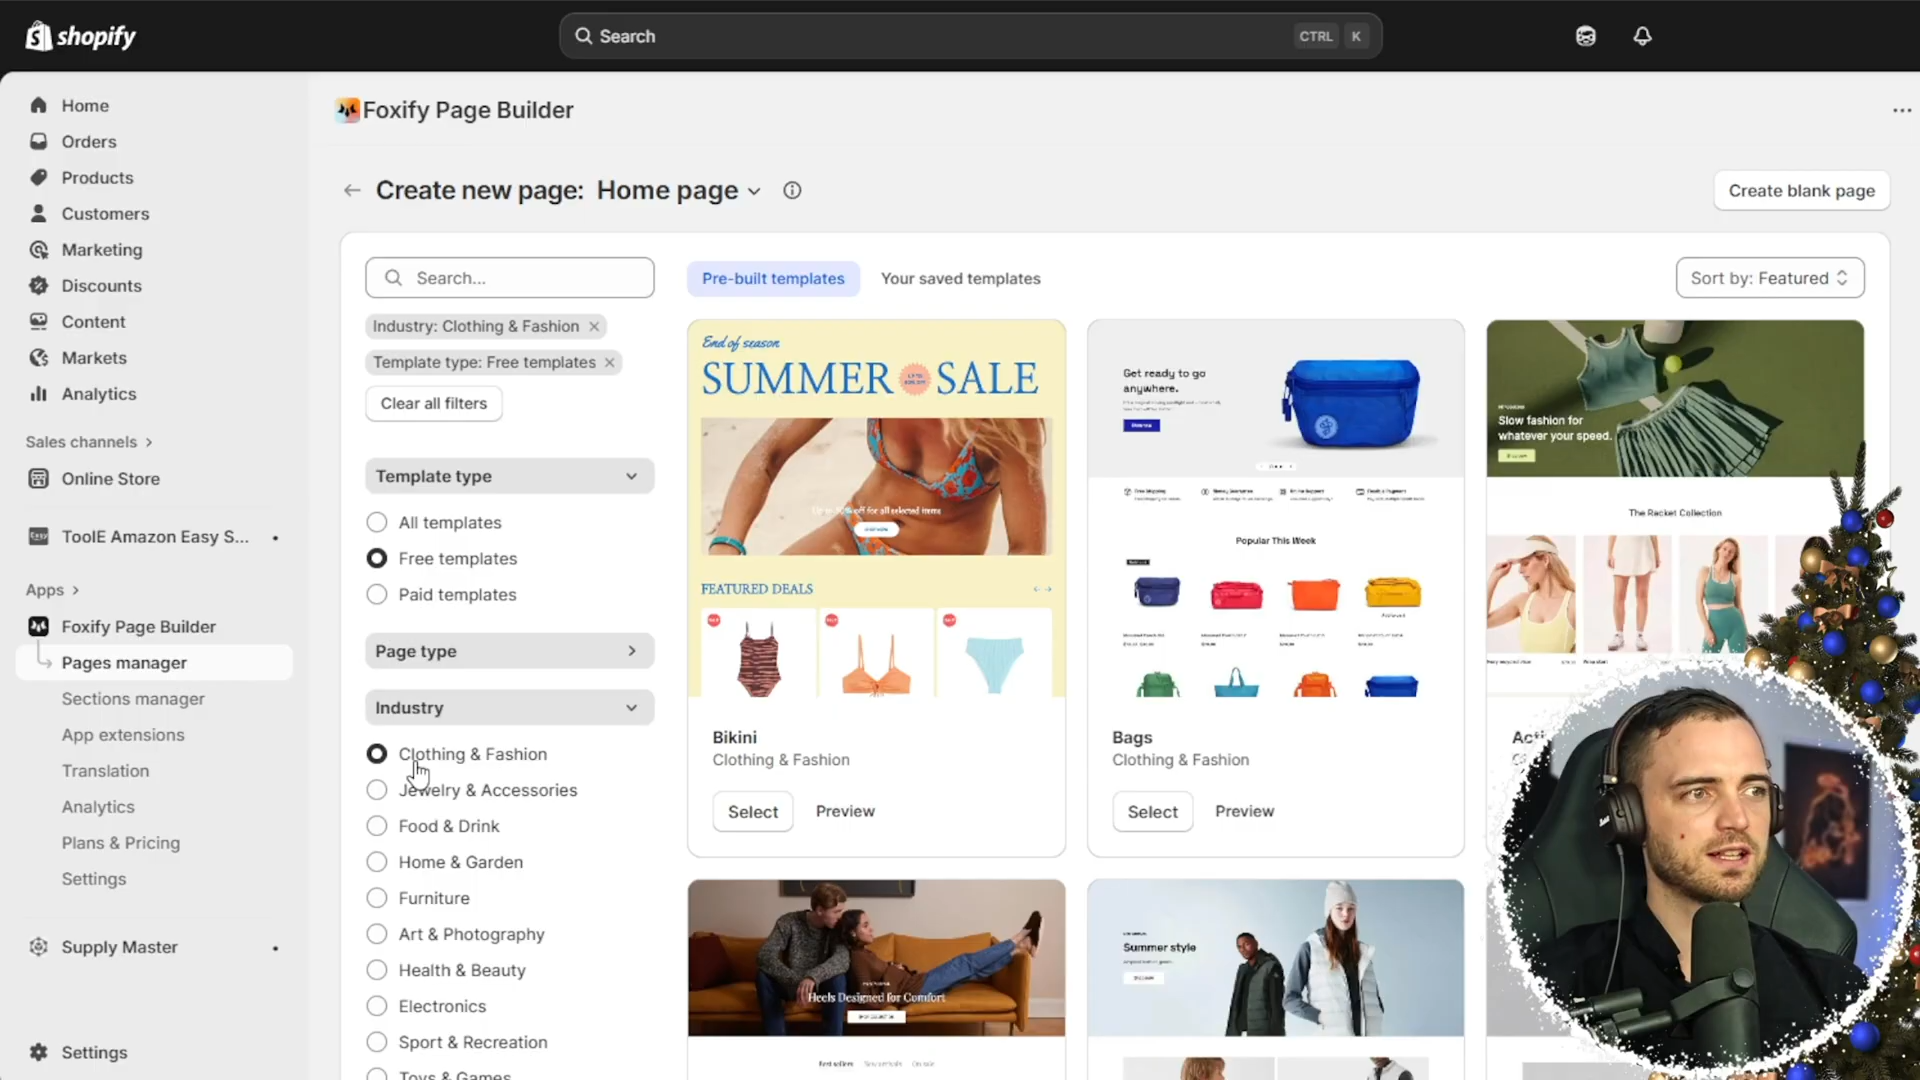 shopify
Search
CTRL K
Home
Orders
Products
Customers
Marketing
Discounts
Content
Markets
Analytics
Sales channels
Online Store
ToolE Amazon Easy S...
Apps
Foxify Page Builder
Pages manager
Sections manager
App extensions
Translation
Analytics
Plans & Pricing
Settings
Supply Master
Settings
Foxify Page Builder
Create new page: Home page
Create blank page
Search...
Industry: Clothing & Fashion
Template type: Free templates
Clear all filters
Template type
All templates
Free templates
Paid templates
Page type
Industry
Clothing & Fashion
Jewelry & Accessories
Food & Drink
Home & Garden
Furniture
Art & Photography
Health & Beauty
Electronics
Sport & Recreation
Toys & Games
Pre-built templates
Your saved templates
Sort by: Featured
End of season
SUMMER SALE
FEATURED DEALS
Bikini
Clothing & Fashion
Select
Preview
Get ready to go
anywhere.
Popular This Week
Bags
Clothing & Fashion
Select
Preview
Slow fashion for
whatever your speed.
The Racket Collection
Heels Designed for Comfort
Best sellers
Summer style